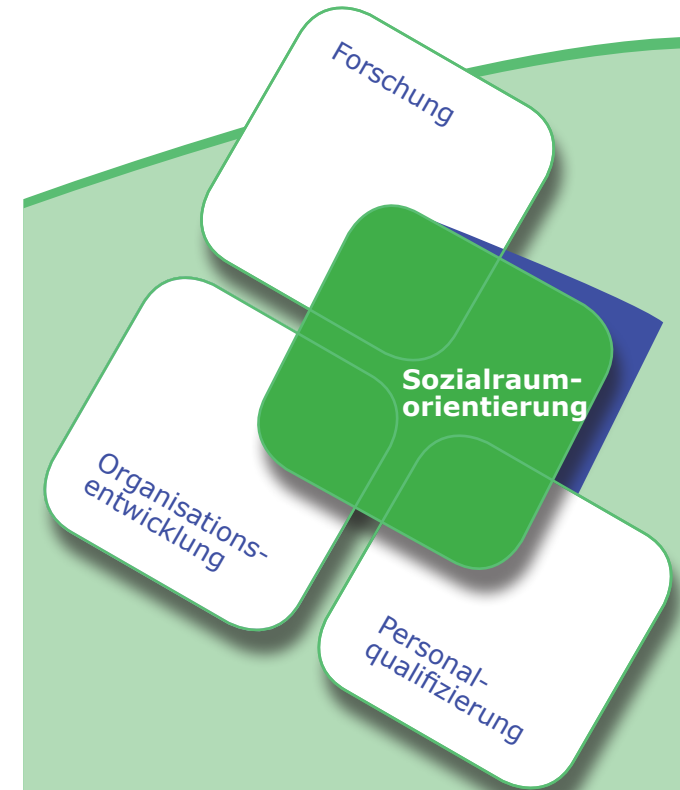 Forschung
Sozialraum-
orientierung
Organisations-
entwicklung
Personal-
qualifizierung